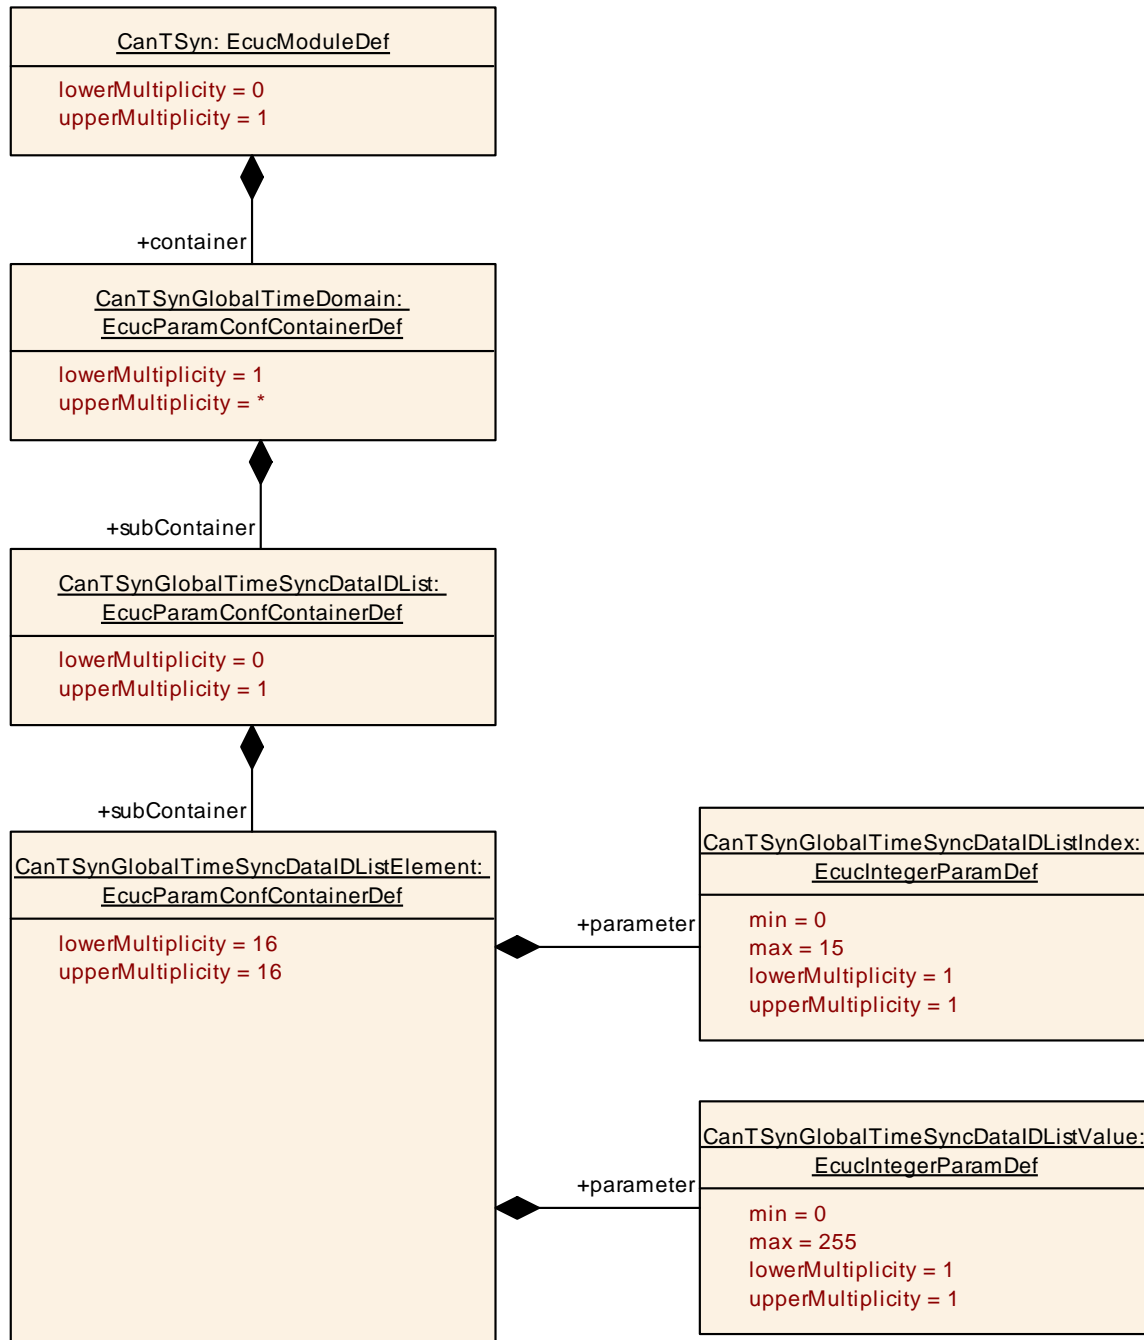 CanTSyn: EcucModuleDef
lowerMultiplicity = 0
upperMultiplicity = 1
+container
CanTSynGlobalTimeDomain:
EcucParamConfContainerDef
lowerMultiplicity = 1
upperMultiplicity = *
+subContainer
CanTSynGlobalTimeSyncDataIDList:
EcucParamConfContainerDef
lowerMultiplicity = 0
upperMultiplicity = 1
+subContainer
CanTSynGlobalTimeSyncDataIDListElement:
EcucParamConfContainerDef
lowerMultiplicity = 16
upperMultiplicity = 16
+parameter
CanTSynGlobalTimeSyncDataIDListIndex:
EcucIntegerParamDef
min = 0
max = 15
lowerMultiplicity = 1
upperMultiplicity = 1
+parameter
CanTSynGlobalTimeSyncDataIDListValue:
EcucIntegerParamDef
min = 0
max = 255
lowerMultiplicity = 1
upperMultiplicity = 1